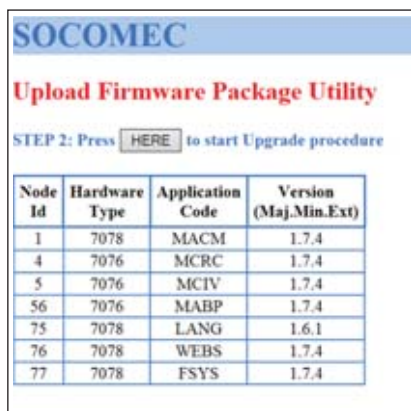 SOCOMEC
Upload Firmware Package Utility
STEP 2: Press HERE to start Upgrade procedure
Node Id Hardware Type Application Code Version (Maj.Min.Ext)
1 7078 MACM 1.7.4
4 7076 MCRC 1.7.4
5 7076 MCIV 1.7.4
56 7076 MABP 1.7.4
75 7078 LANG 1.6.1
76 7078 WEBS 1.7.4
77 7078 FSYS 1.7.4